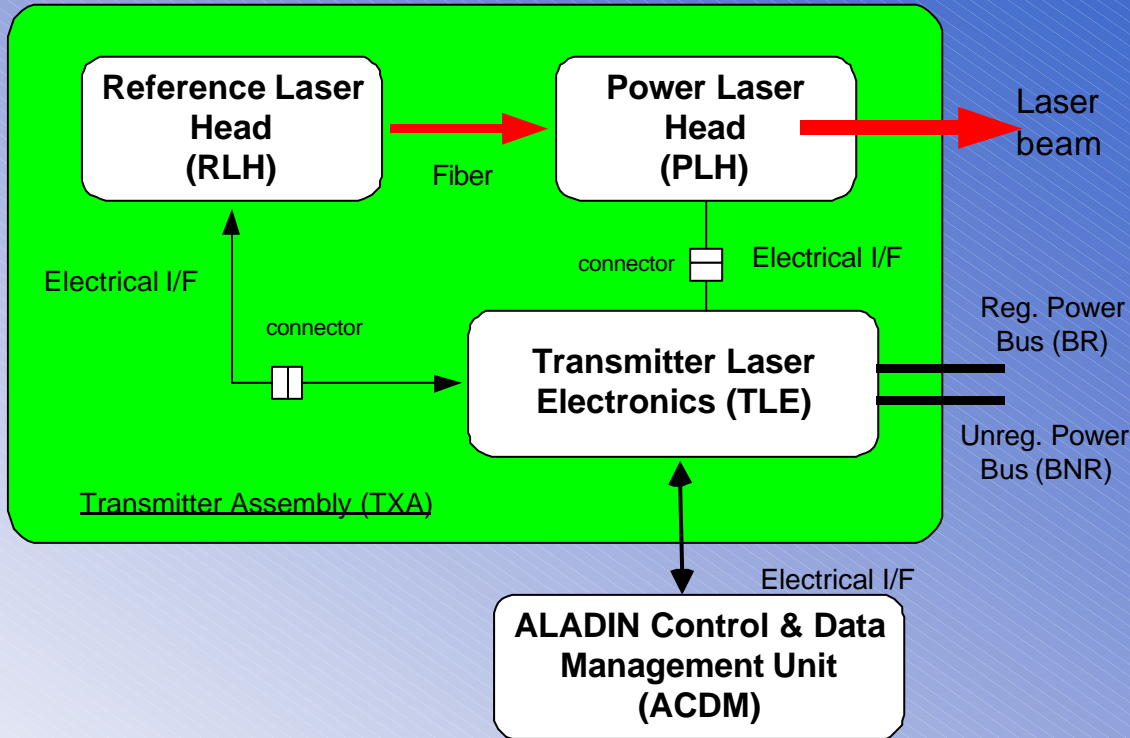 Reference Laser
Head
(RLH)
Power Laser
Head
(PLH)
Laser
beam
Fiber
Electrical I/F
connector
Electrical I/F
connector
Reg. Power
Bus (BR)
Transmitter Laser
Electronics (TLE)
Unreg. Power
Bus (BNR)
Transmitter Assembly (TXA)
Electrical I/F
ALADIN Control & Data
Management Unit
(ACDM)